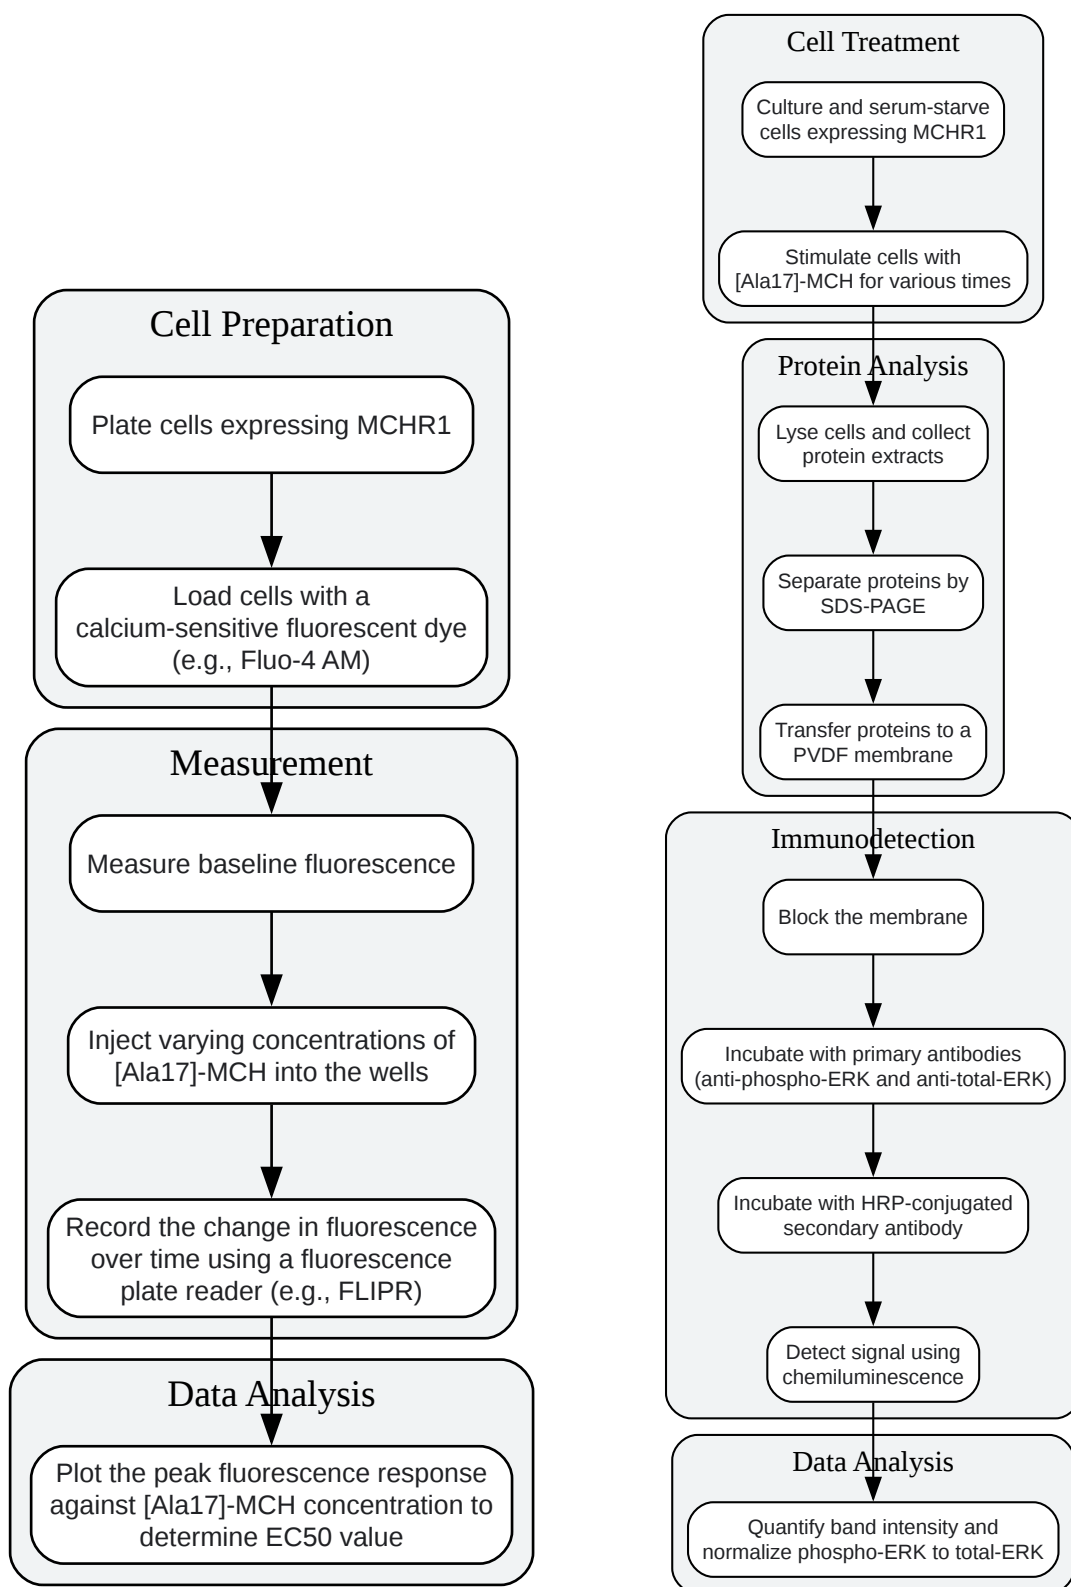 Cell Preparation
Plate cells expressing MCHR1
Load cells with a
calcium-sensitive fluorescent dye
(e.g., Fluo-4 AM)
Measurement
Measure baseline fluorescence
Inject varying concentrations of
[Ala17]-MCH into the wells
Record the change in fluorescence
over time using a fluorescence
plate reader (e.g., FLIPR)
Data Analysis
Plot the peak fluorescence response
against [Ala17]-MCH concentration to
determine EC50 value
Cell Treatment
Culture and serum-starve
cells expressing MCHR1
Stimulate cells with
[Ala17]-MCH for various times
Protein Analysis
Lyse cells and collect
protein extracts
Separate proteins by
SDS-PAGE
Transfer proteins to a
PVDF membrane
Immunodetection
Block the membrane
Incubate with primary antibodies
(anti-phospho-ERK and anti-total-ERK)
Incubate with HRP-conjugated
secondary antibody
Detect signal using
chemiluminescence
Data Analysis
Quantify band intensity and
normalize phospho-ERK to total-ERK